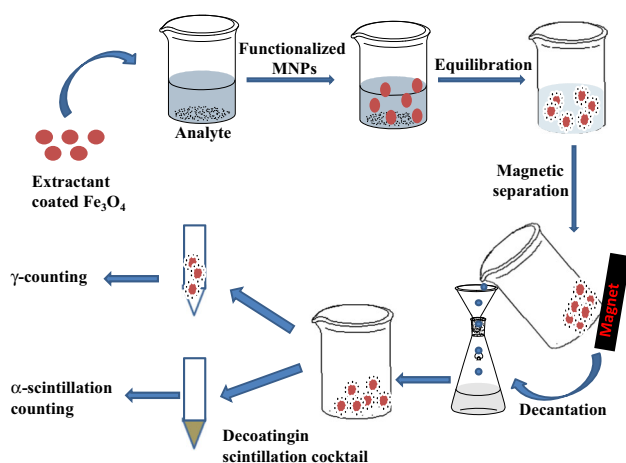 Functionalized
MNPs
Equilibration
Analyte
Extractant
coated Fe₃O₄
Magnetic
separation
γ-counting
Magnet
α-scintillation
counting
Decantation
Decoatingin
scintillation cocktail